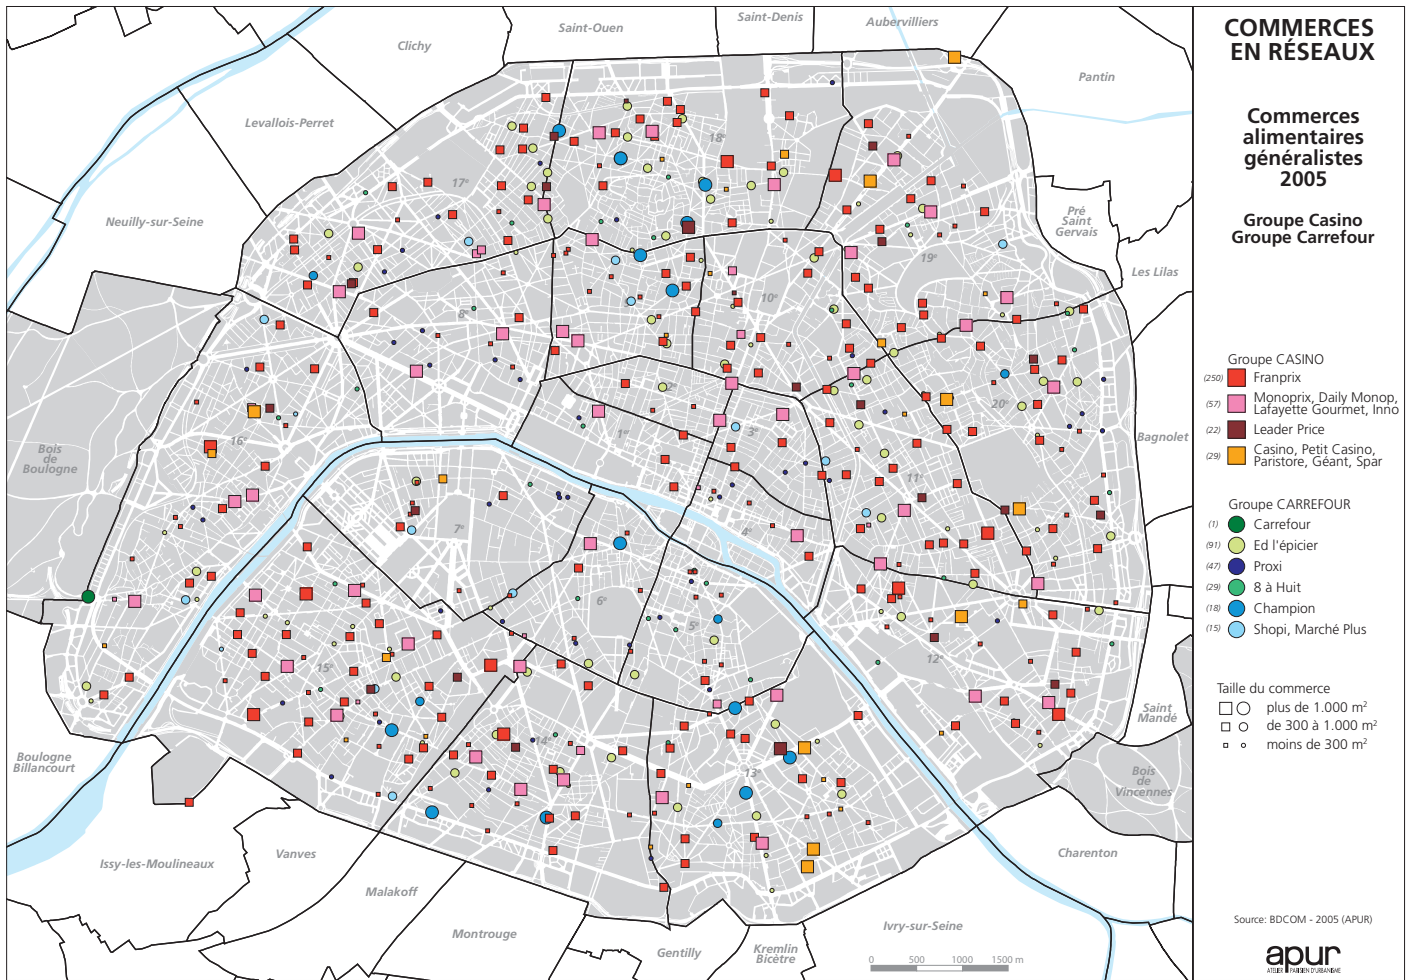 COMMERCES
EN RÉSEAUX
Commerces
alimentaires
généralistes
2005
Groupe Casino
Groupe Carrefour
Groupe CASINO
(250) Franprix
(57) Monoprix, Daily Monop,
Lafayette Gourmet, Inno
(22) Leader Price
(29) Casino, Petit Casino,
Paristore, Géant, Spar
Groupe CARREFOUR
(1) Carrefour
(91) Ed l'épicier
(47) Proxi
(29) 8 à Huit
(18) Champion
(15) Shopi, Marché Plus
Taille du commerce
plus de 1.000 m²
de 300 à 1.000 m²
moins de 300 m²
Source: BDCOM - 2005 (APUR)
apur
ATELIER PARISIEN D'URBANISME
Saint-Denis
Aubervilliers
Saint-Ouen
Clichy
Pantin
Levallois-Perret
18e
17e
Neuilly-sur-Seine
Pré
Saint
Gervais
19e
Les Lilas
10e
8e
9e
2e
20e
1er
3e
16e
Bagnolet
Bois
de
Boulogne
11e
7e
4e
6e
5e
12e
15e
Saint
Mandé
14e
13e
Boulogne
Billancourt
Bois
de
Vincennes
Issy-les-Moulineaux
Vanves
Charenton
Malakoff
Montrouge
Ivry-sur-Seine
Gentilly
Kremlin
Bicètre
0 500 1000 1500 m